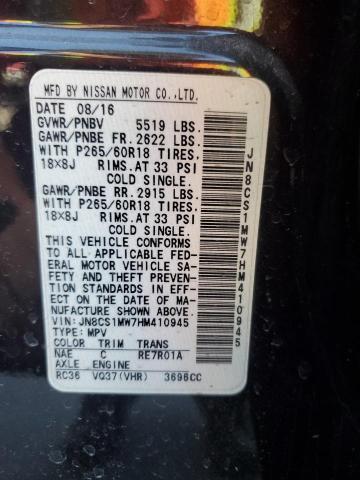 MFD BY NISSAN MOTOR CO.,LTD.
DATE 08/16
GVWR/PNBV 5519 LBS.
GAWR/PNBE FR.2622 LBS.
WITH P265/60R18 TIRES,
18X8J RIMS.AT 33 PSI
COLD SINGLE.
GAWR/PNBE RR.2915 LBS.
WITH P265/60R18 TIRES,
18X8J RIMS.AT 33 PSI
COLD SINGLE.
THIS VEHICLE CONFORMS
TO ALL APPLICABLE FED-
ERAL MOTOR VEHICLE SA-
FETY AND THEFT PREVEN-
TION STANDARDS IN EFF-
ECT ON THE DATE OF MA-
NUFACTURE SHOWN ABOVE.
VIN:JN8CS1MW7HM410945
TYPE:MPV
COLOR TRIM TRANS
NAE C RE7R01A
AXLE ENGINE
RC36 VQ37(VHR) 3696CC
JN8CS1MW7HM410945